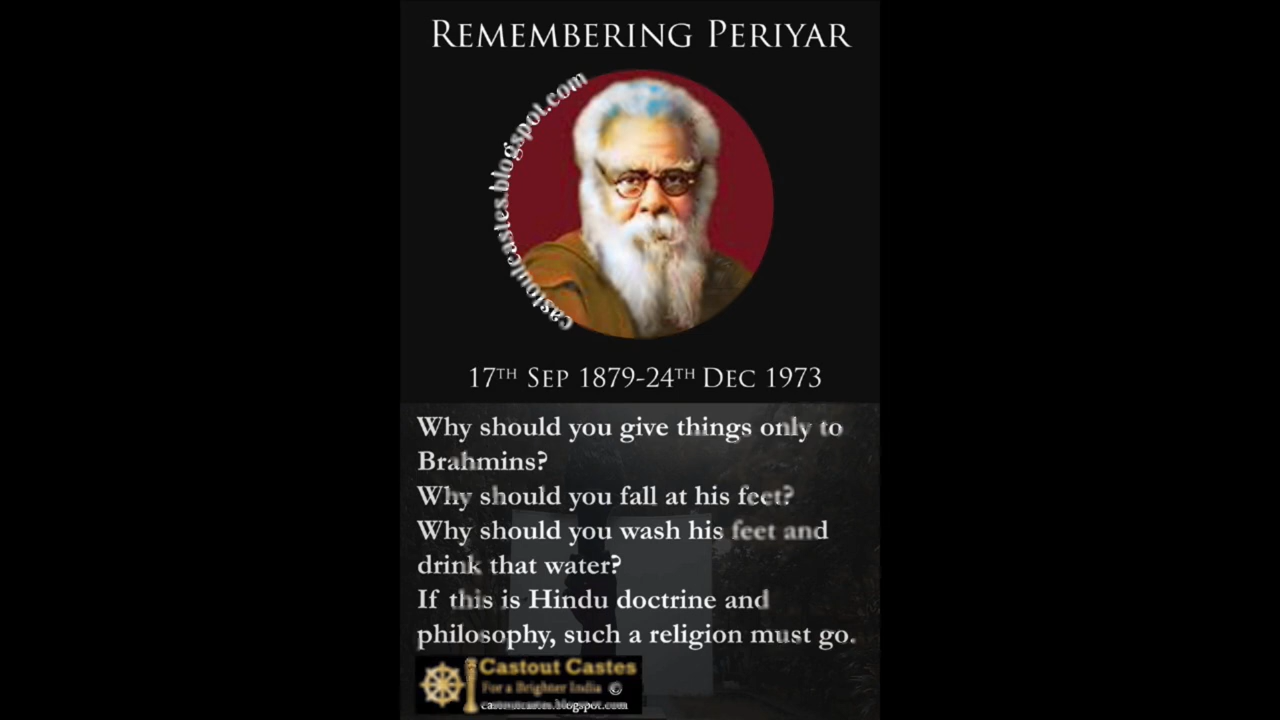 REMEMBERING PERIYAR
castoutcastes.blogspot.com
17TH SEP 1879-24TH DEC 1973
Why should you give things only to
Brahmins?
Why should you fall at his feet?
Why should you wash his feet and
drink that water?
If this is Hindu doctrine and
philosophy, such a religion must go.
Castout Castes
For a Brighter India ©
castoutcastes.blogspot.com